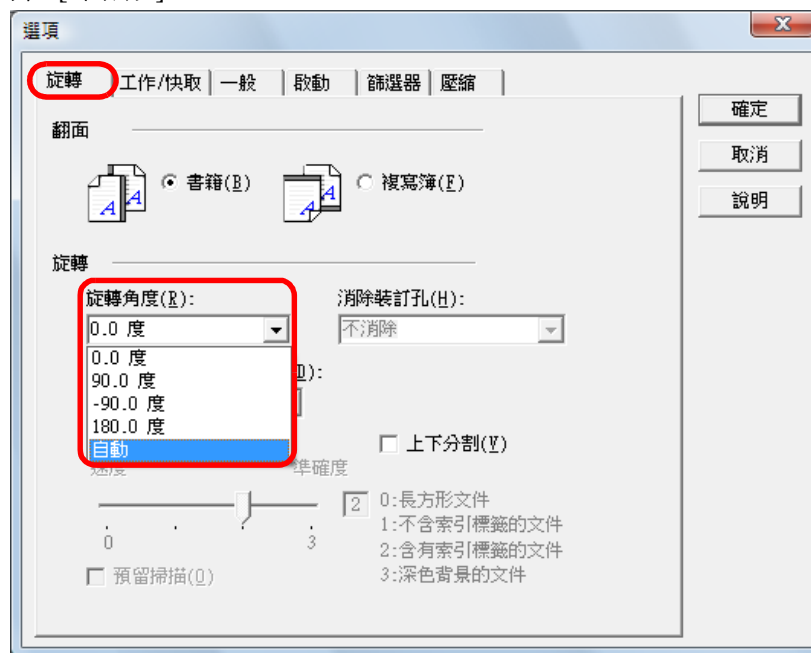 選項
旋轉 工作/快取 一般 啟動 篩選器 壓縮
確定
取消
說明
翻面
書籍(B)
複寫簿(F)
旋轉
旋轉角度(R):
消除裝訂孔(H):
0.0 度
不消除
0.0 度
90.0 度
-90.0 度
180.0 度
自動
D):
上下分割(V)
速度
準確度
2
0 3
0:長方形文件
1:不含索引標籤的文件
2:含有索引標籤的文件
3:深色背景的文件
預留掃描(O)